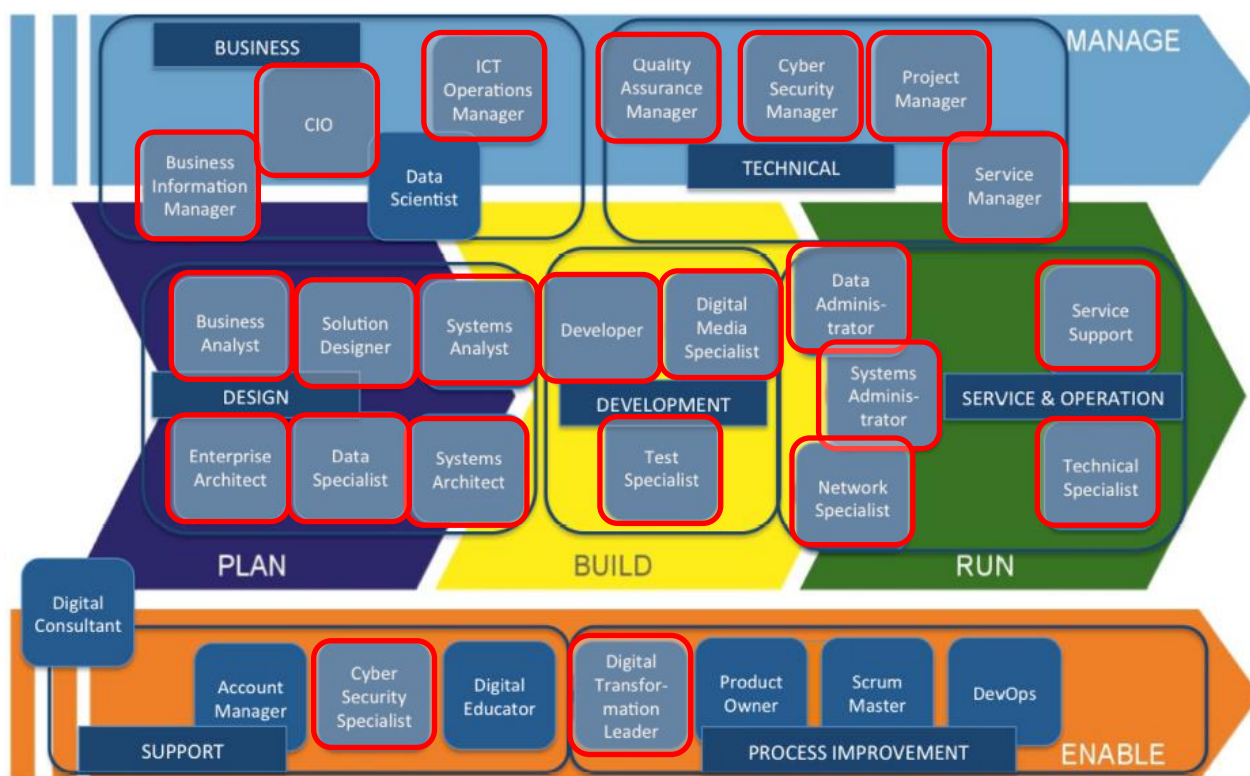 MANAGE
BUSINESS
ICT
Operations
Manager
CIO
Business
Information
Manager
Data
Scientist
Quality
Assurance
Manager
Cyber
Security
Manager
Project
Manager
TECHNICAL
Service
Manager
Business
Analyst
Solution
Designer
Systems
Analyst
DESIGN
Enterprise
Architect
Data
Specialist
Systems
Architect
PLAN
Developer
Digital
Media
Specialist
DEVELOPMENT
Test
Specialist
BUILD
Data
Adminis-
trator
Systems
Adminis-
trator
Network
Specialist
Service
Support
SERVICE & OPERATION
Technical
Specialist
RUN
Digital
Consultant
Account
Manager
Cyber
Security
Specialist
Digital
Educator
SUPPORT
Digital
Transfor-
mation
Leader
Product
Owner
Scrum
Master
DevOps
PROCESS IMPROVEMENT
ENABLE